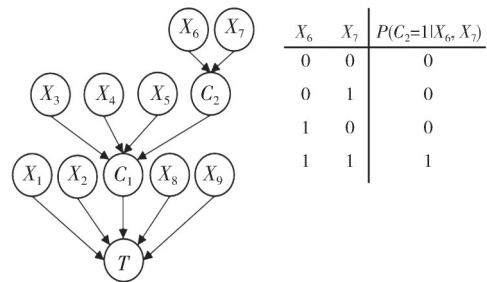 X₆ X₇
X₃ X₄ X₅ C₂
X₁ X₂ C₁ X₈ X₉
T
X₆ X₇ P(C₂=1|X₆, X₇)
0 0 0
0 1 0
1 0 0
1 1 1